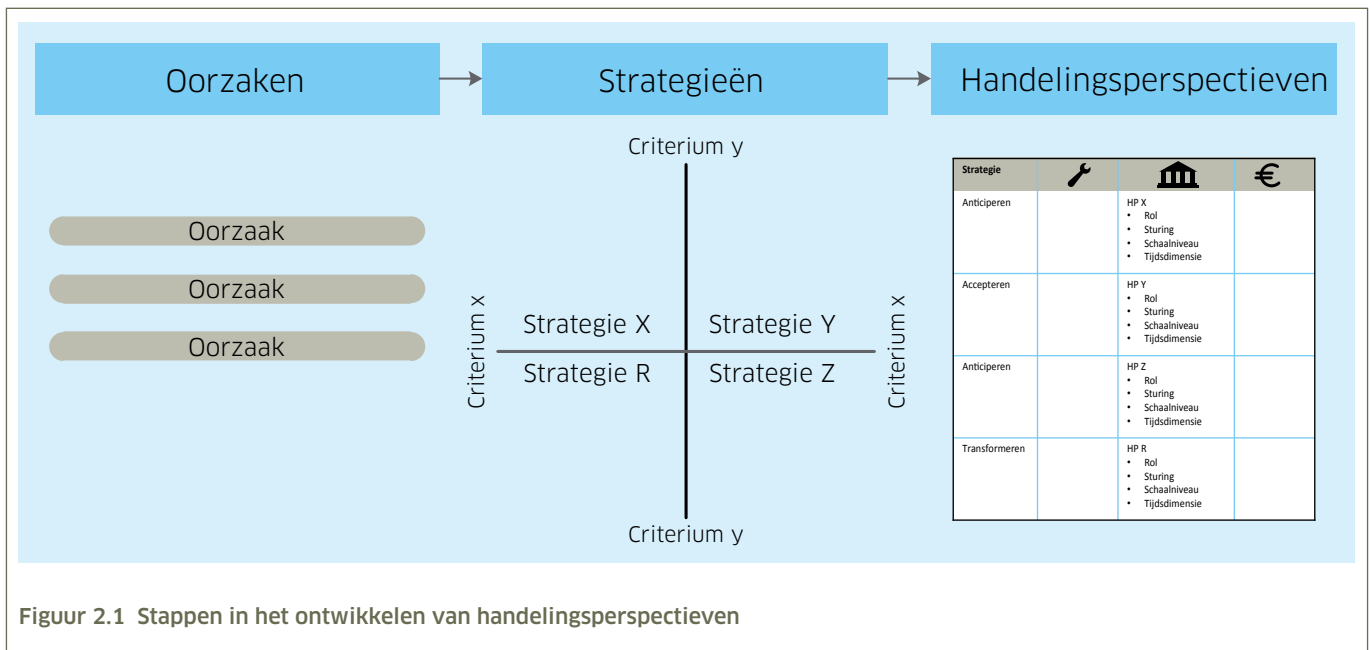 Oorzaken
Strategieën
Handelingsperspectieven
Oorzaak
Oorzaak
Oorzaak
Criterium y
Criterium x
Strategie X
Strategie Y
Strategie R
Strategie Z
Criterium x
Criterium y
Strategie
€
Anticiperen
HP X
• Rol
• Sturing
• Schaalniveau
• Tijdsdimensie
Accepteren
HP Y
• Rol
• Sturing
• Schaalniveau
• Tijdsdimensie
Anticiperen
HP Z
• Rol
• Sturing
• Schaalniveau
• Tijdsdimensie
Transformeren
HP R
• Rol
• Sturing
• Schaalniveau
• Tijdsdimensie
Figuur 2.1 Stappen in het ontwikkelen van handelingsperspectieven